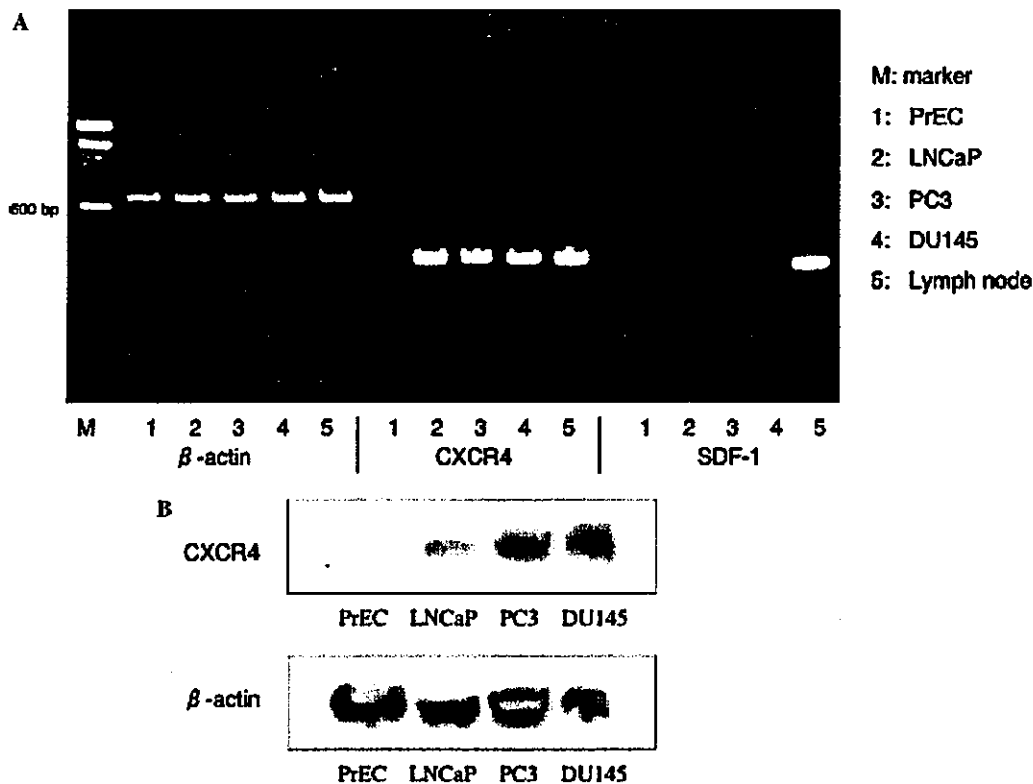 A
M: marker
1: PrEC
2: LNCaP
3: PC3
4: DU145
5: Lymph node
500 bp
M 1 2 3 4 5 1 2 3 4 5 1 2 3 4 5
β-actin CXCR4 SDF-1
B
CXCR4
PrEC LNCaP PC3 DU145
β-actin
PrEC LNCaP PC3 DU145